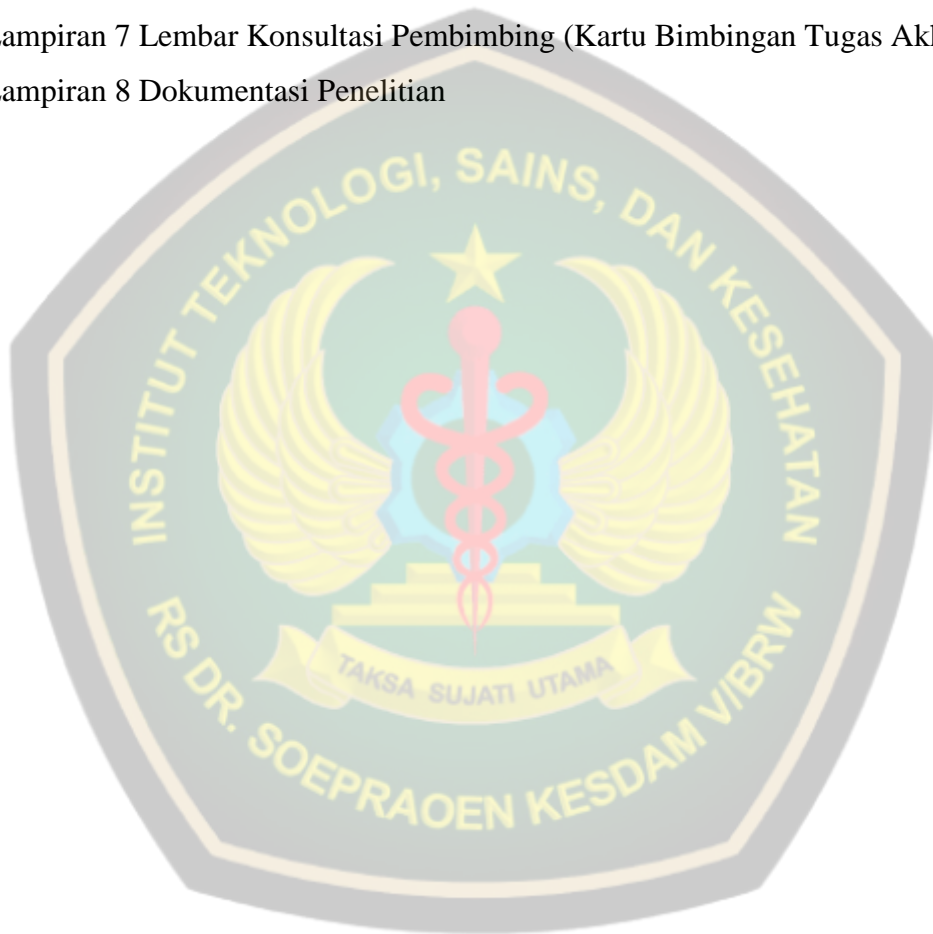 Lampiran 7 Lembar Konsultasi Pembimbing (Kartu Bimbingan Tugas
Lampiran 8 Dokumentasi Penelitian
INSTITUT TEKNOLOGI, SAINS, DAN KESEHATAN
TAKSA SUJATI UTAMA
RS DR. SOEPRAOEN KESDAM V/BRW